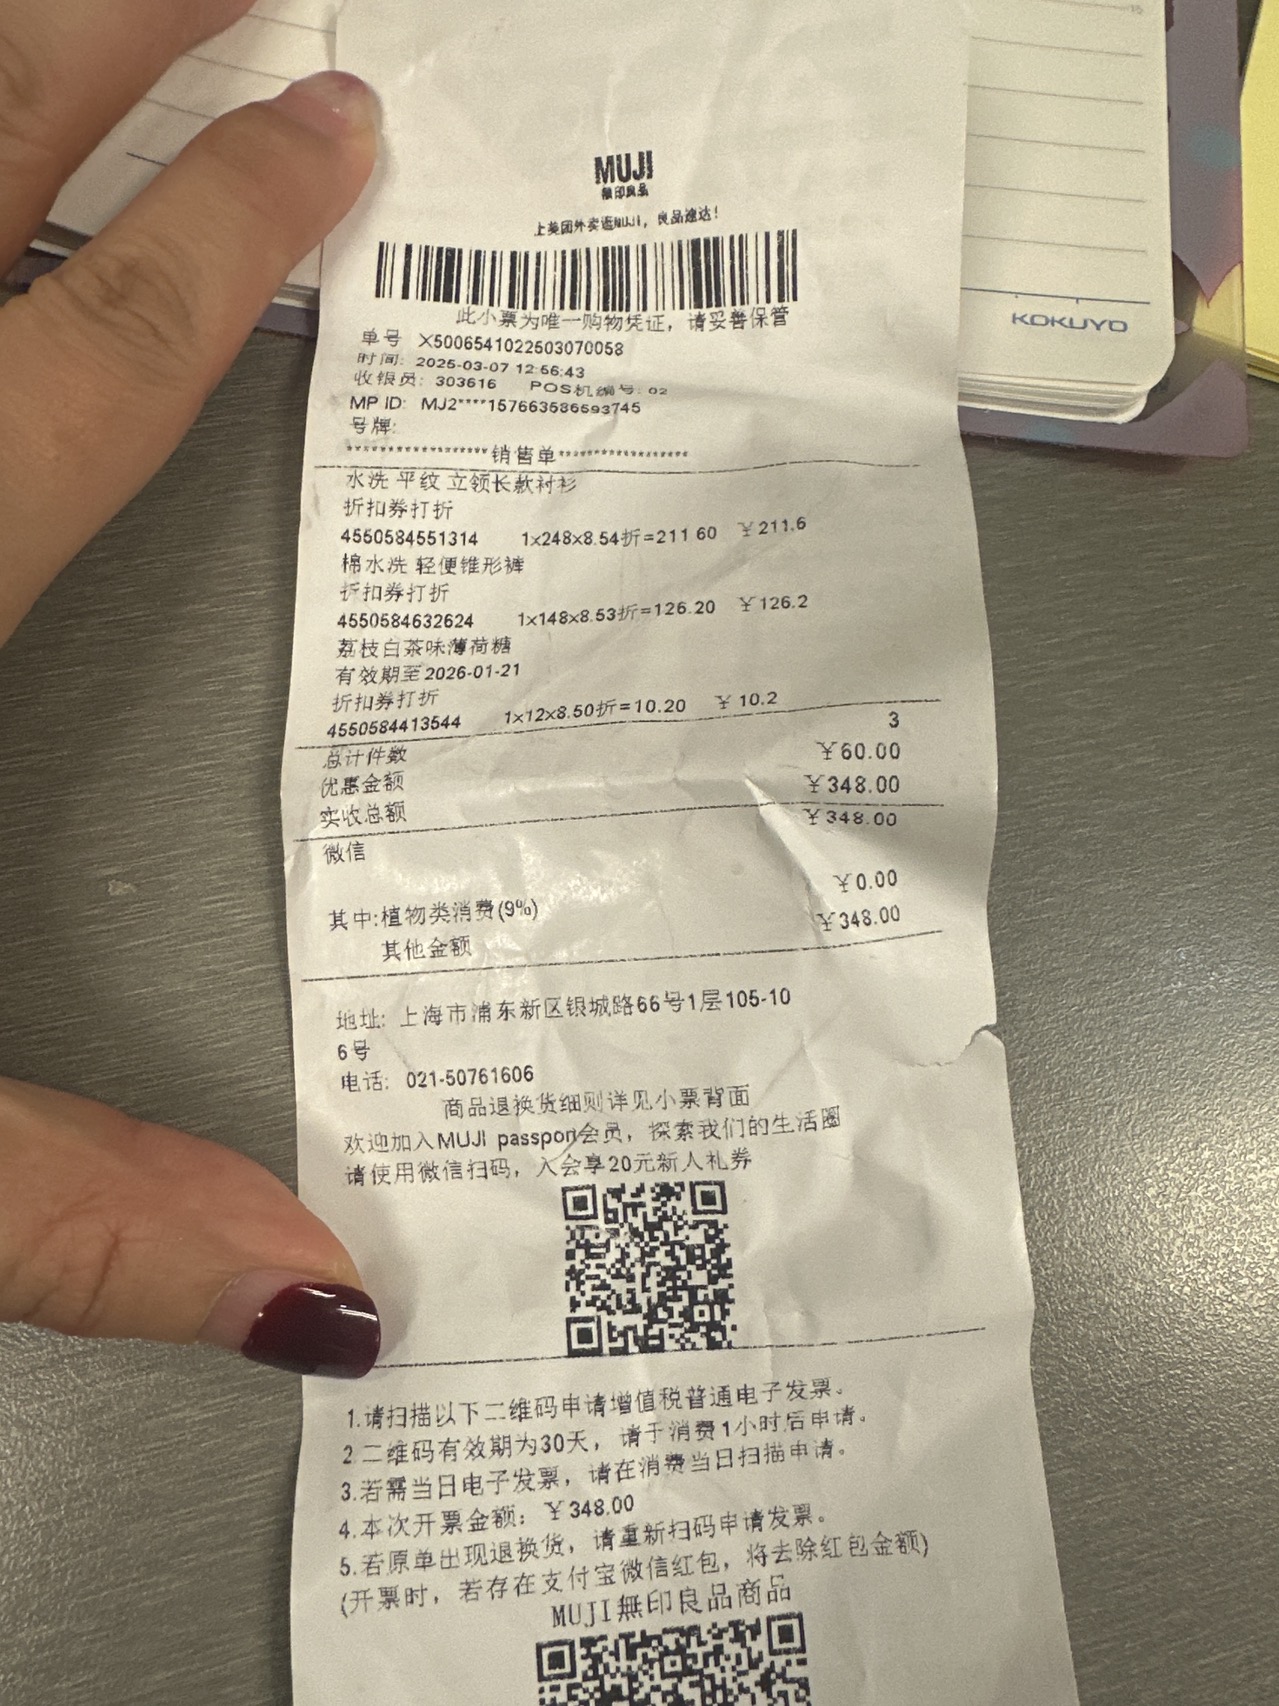 MUJI
無印良品
上美团外卖逛MUJI，良品速达！
此小票为唯一购物凭证，请妥善保管
单号 X5006541022503070058
时间: 2025-03-07 12:56:43
收银员: 303616 POS机编号: 02
MP ID: MJ2****157663586593745
号牌:
********************销售单********************
水洗 平纹 立领长款衬衫
折扣券打折
4550584551314 1x248x8.54折=211.60 ￥211.6
棉水洗 轻便锥形裤
折扣券打折
4550584632624 1x148x8.53折=126.20 ￥126.2
荔枝白茶味薄荷糖
有效期至2026-01-21
折扣券打折
4550584413544 1x12x8.50折=10.20 ￥10.2
总计件数 3
优惠金额 ￥60.00
实收总额 ￥348.00
微信 ￥348.00
其中:植物类消费(9%) ￥0.00
其他金额 ￥348.00
地址: 上海市浦东新区银城路66号1层105-10
6号
电话: 021-50761606
商品退换货细则详见小票背面
欢迎加入MUJI passport会员，探索我们的生活圈
请使用微信扫码，入会享20元新人礼券
1.请扫描以下二维码申请增值税普通电子发票。
2.二维码有效期为30天，请于消费1小时后申请。
3.若需当日电子发票，请在消费当日扫描申请。
4.本次开票金额: ￥348.00
5.若原单出现退换货，请重新扫码申请发票。
(开票时，若存在支付宝微信红包，将去除红包金额)
MUJI無印良品商品
KOKUYO